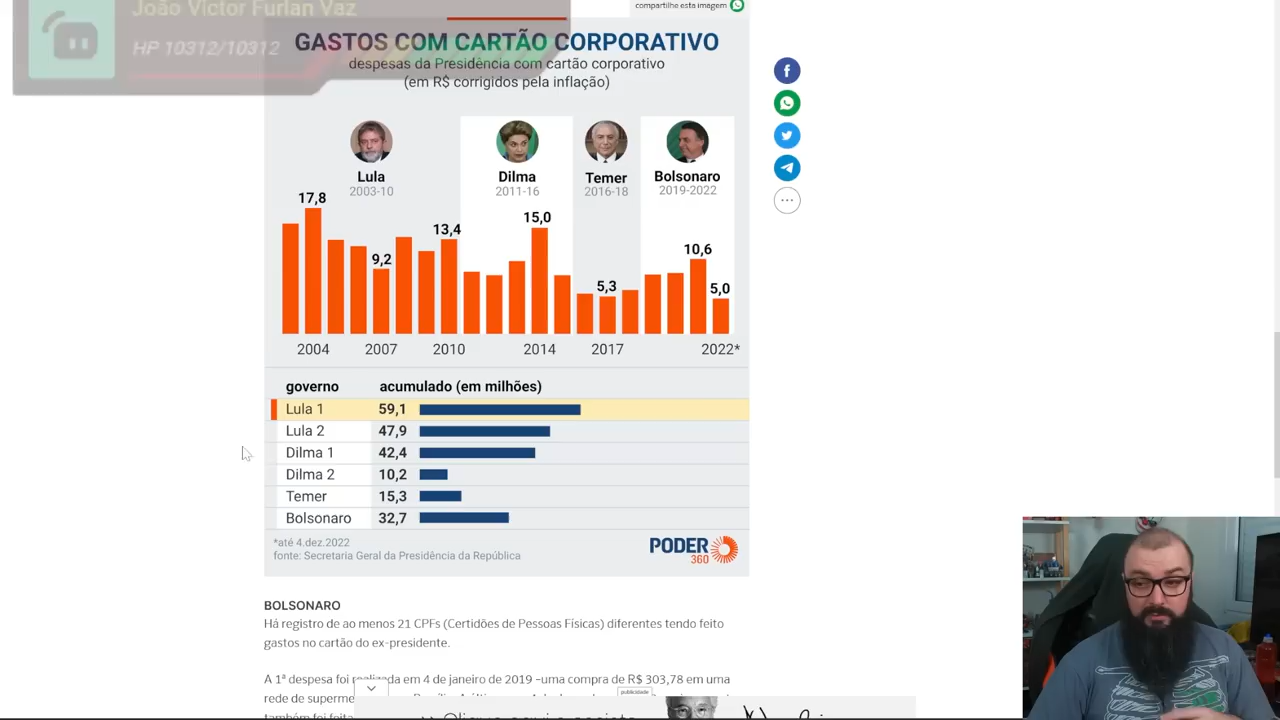 João Victor Furlan Vaz
HP 10312/10312
compartilhe esta imagem
GASTOS COM CARTÃO CORPORATIVO
despesas da Presidência com cartão corporativo
(em R$ corrigidos pela inflação)
Lula
2003-10
Dilma
2011-16
Temer
2016-18
Bolsonaro
2019-2022
17,8
9,2
13,4
15,0
5,3
10,6
5,0
2004 2007 2010 2014 2017 2022*
governo acumulado (em milhões)
Lula 1 59,1
Lula 2 47,9
Dilma 1 42,4
Dilma 2 10,2
Temer 15,3
Bolsonaro 32,7
*até 4.dez.2022
fonte: Secretaria Geral da Presidência da República
PODER
360
BOLSONARO
Há registro de ao menos 21 CPFs (Certidões de Pessoas Físicas) diferentes tendo feito
gastos no cartão do ex-presidente.
A 1ª despesa foi realizada em 4 de janeiro de 2019 –uma compra de R$ 303,78 em uma
rede de superme
publicidade
também foi feita